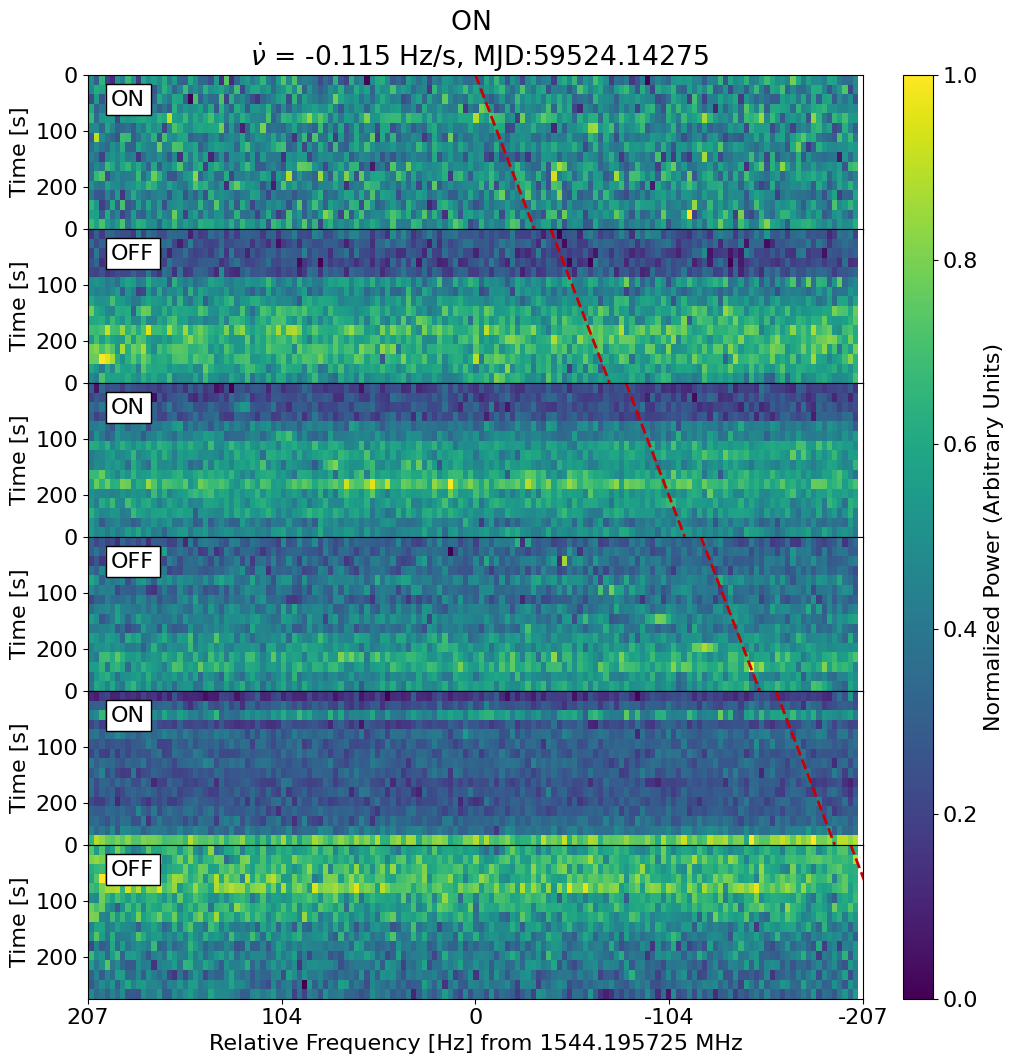 ON
ν̇ = -0.115 Hz/s, MJD:59524.14275
0
ON
100
200
Time [s]
0
OFF
100
200
Time [s]
0
ON
100
200
Time [s]
0
OFF
100
200
Time [s]
0
ON
100
200
Time [s]
0
OFF
100
200
Time [s]
207
104
0
-104
-207
Relative Frequency [Hz] from 1544.195725 MHz
1.0
0.8
0.6
0.4
0.2
0.0
Normalized Power (Arbitrary Units)